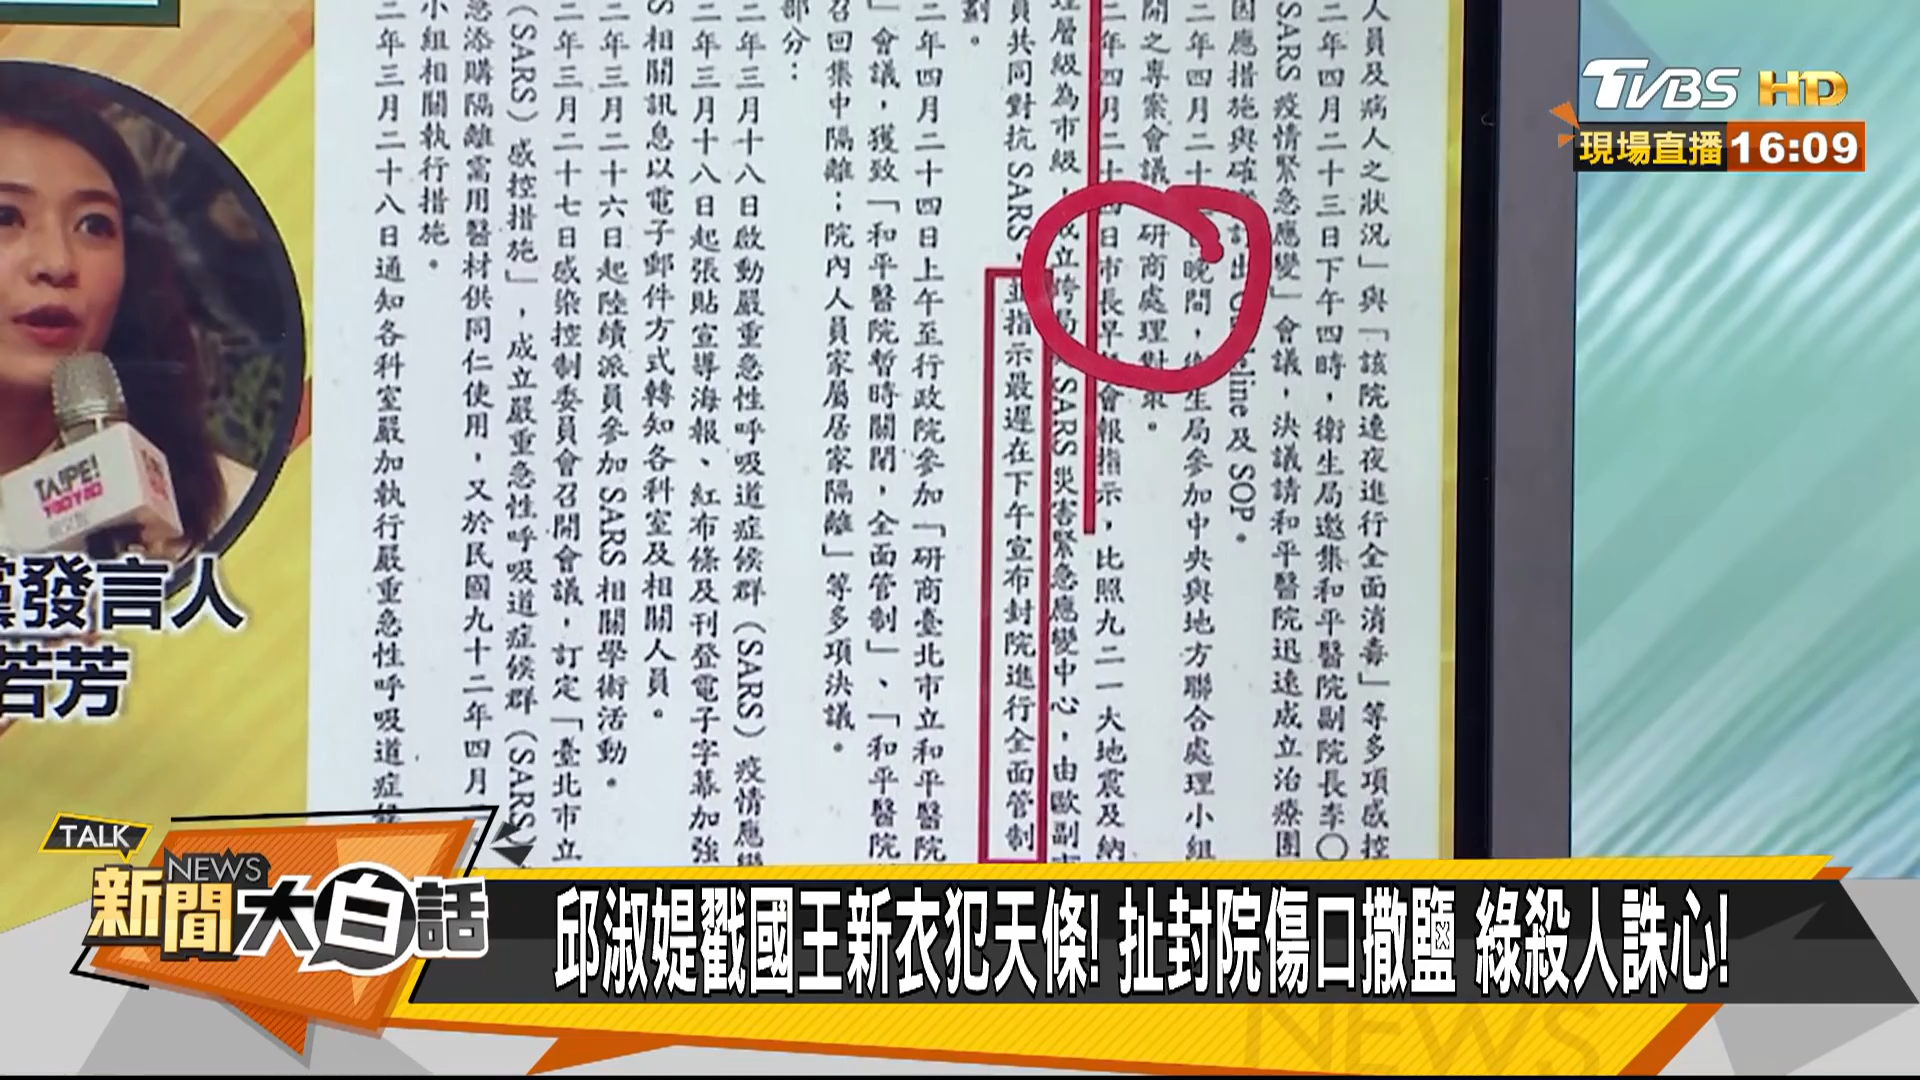 TVBS HD
現場直播 16:09
人員及病人之狀況」與「該院遠夜進行全面消毒」等多項感控
二年四月二十三日下午四時，衛生局邀集和平醫院副院長李○
SARS 疫情緊急應變」會議，決議請和平醫院迅速成立治療團
因應措施與確
出
eline 及 SOP。
二年四月二十
晚間，衛生局參加中央與地方聯合處理小組
開之專案會議
研商處理對策。
二年四月二十四日市長早
會報指示，比照九二一大地震及納
理層級為市級，成立跨局
SARS 災害緊急應變中心，由歐副市
員共同對抗 SARS，並指示最遲在下午宣布封院進行全面管制
劃。
二年四月二十四日上午至行政院參加「研商臺北市立和平醫院
」會議，獲致「和平醫院暫時關閉，全面管制」、「和平醫院
召回集中隔離；院內人員家屬居家隔離」等多項決議。
部分：
二年三月十八日啟動嚴重急性呼吸道症候群（SARS）疫情應變
二年三月十八日起張貼宣導海報、紅布條及刊登電子字幕加強
S 相關訊息以電子郵件方式轉知各科室及相關人員。
二年三月二十六日起陸續派員參加 SARS 相關學術活動。
二年三月二十七日感染控制委員會召開會議，訂定「臺北市立
（SARS）感控措施」，成立嚴重急性呼吸道症候群（SARS）
急添購隔離需用醫材供同仁使用，又於民國九十二年四月
小組相關執行措施。
二年三月二十八日通知各科室嚴加執行嚴重急性呼吸道症候
TAIPEI
黨發言人
若芳
TALK
NEWS
新聞大白話
邱淑媞戳國王新衣犯天條! 扯封院傷口撒鹽 綠殺人誅心!
NEWS